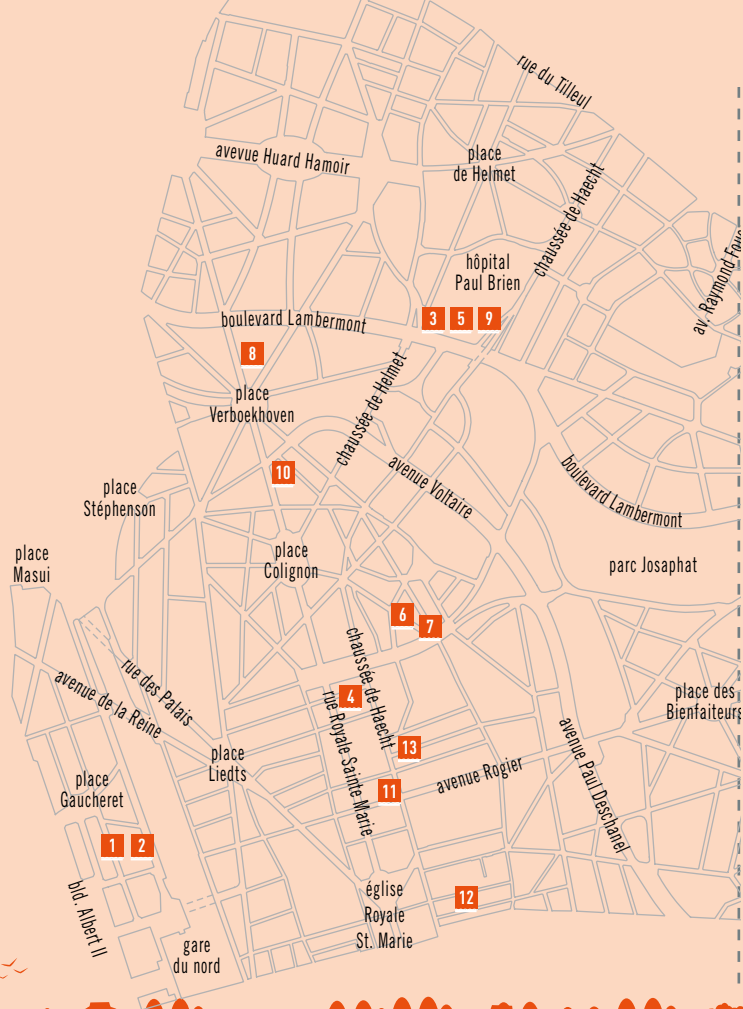 rue du Tilleul
avevue Huard Hamoir
place
de Helmet
chaussée de Haecht
hôpital
Paul Brien
av. Raymond
boulevard Lambermont
3 5 9
8
place
Verboekhoven
chaussée de Helmet
10
avenue Voltaire
boulevard Lambermont
place
Stéphenson
place
Masui
place
Colignon
parc Josaphat
6
7
chaussée de Haecht
rue des Palais
avenue de la Reine
4
rue Royale Sainte Marie
place des
Bienfaiteurs
13
place
Liedts
avenue Rogier
avenue Paul Deschanel
11
place
Gaucheret
1 2
bld. Albert II
église
Royale
St. Marie
12
gare
du nord